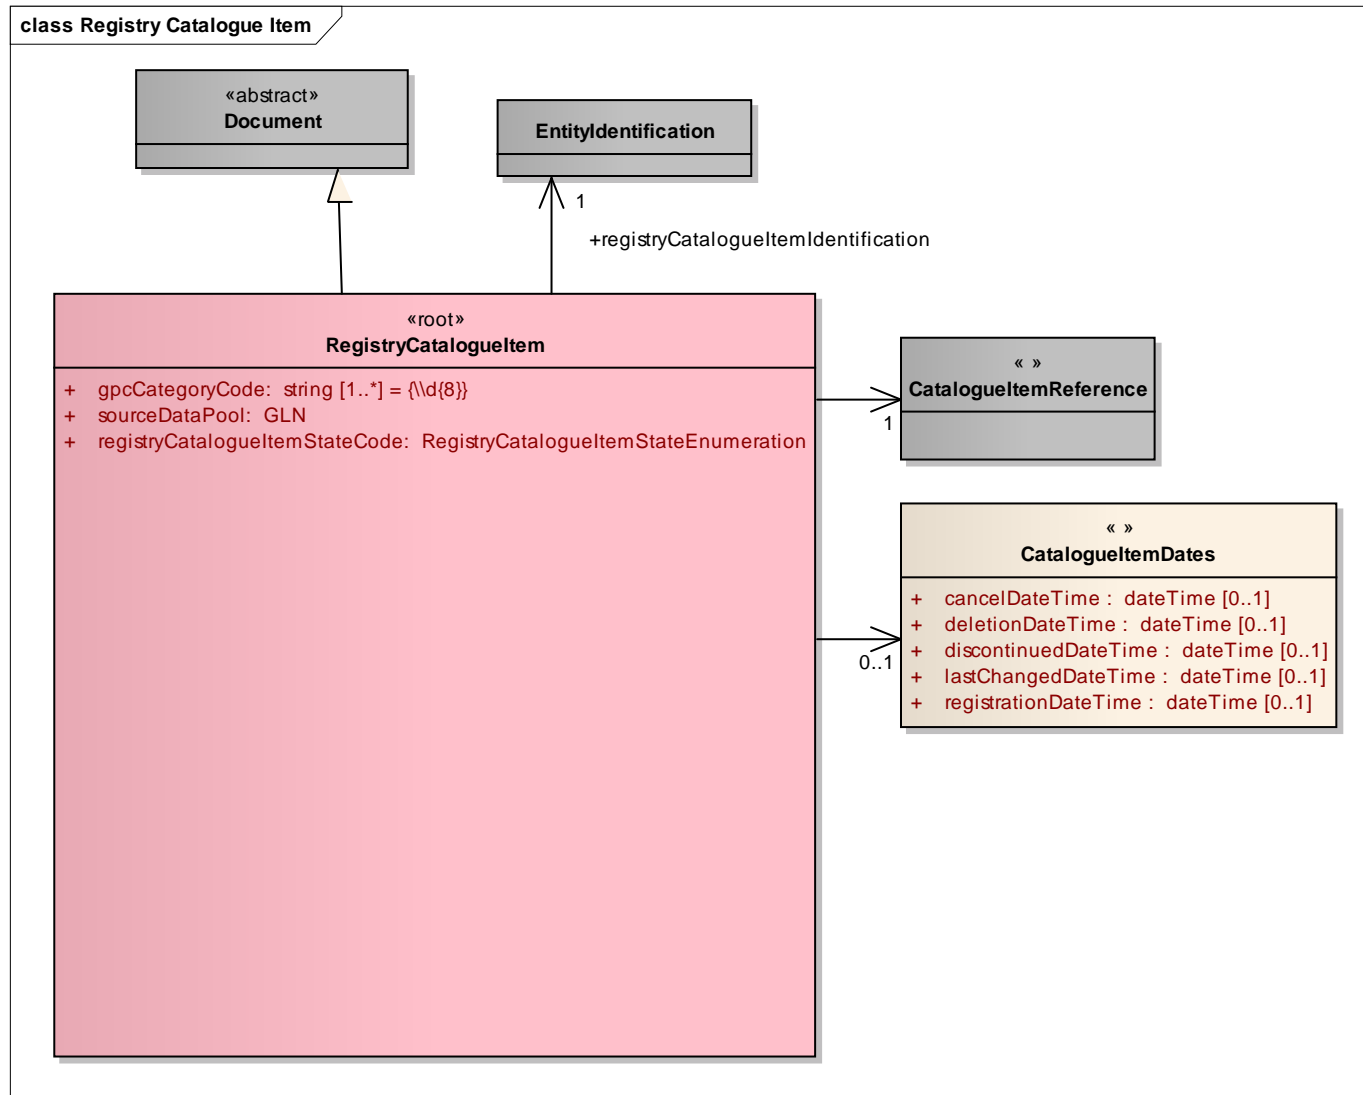 class Registry Catalogue Item
«abstract»
Document
EntityIdentification
1
+registryCatalogueItemIdentification
«root»
RegistryCatalogueItem
+ gpcCategoryCode: string [1..*] = {\\d{8}}
+ sourceDataPool: GLN
+ registryCatalogueItemStateCode: RegistryCatalogueItemStateEnumeration
« »
CatalogueItemReference
1
« »
CatalogueItemDates
+ cancelDateTime : dateTime [0..1]
+ deletionDateTime : dateTime [0..1]
+ discontinuedDateTime : dateTime [0..1]
+ lastChangedDateTime : dateTime [0..1]
+ registrationDateTime : dateTime [0..1]
0..1